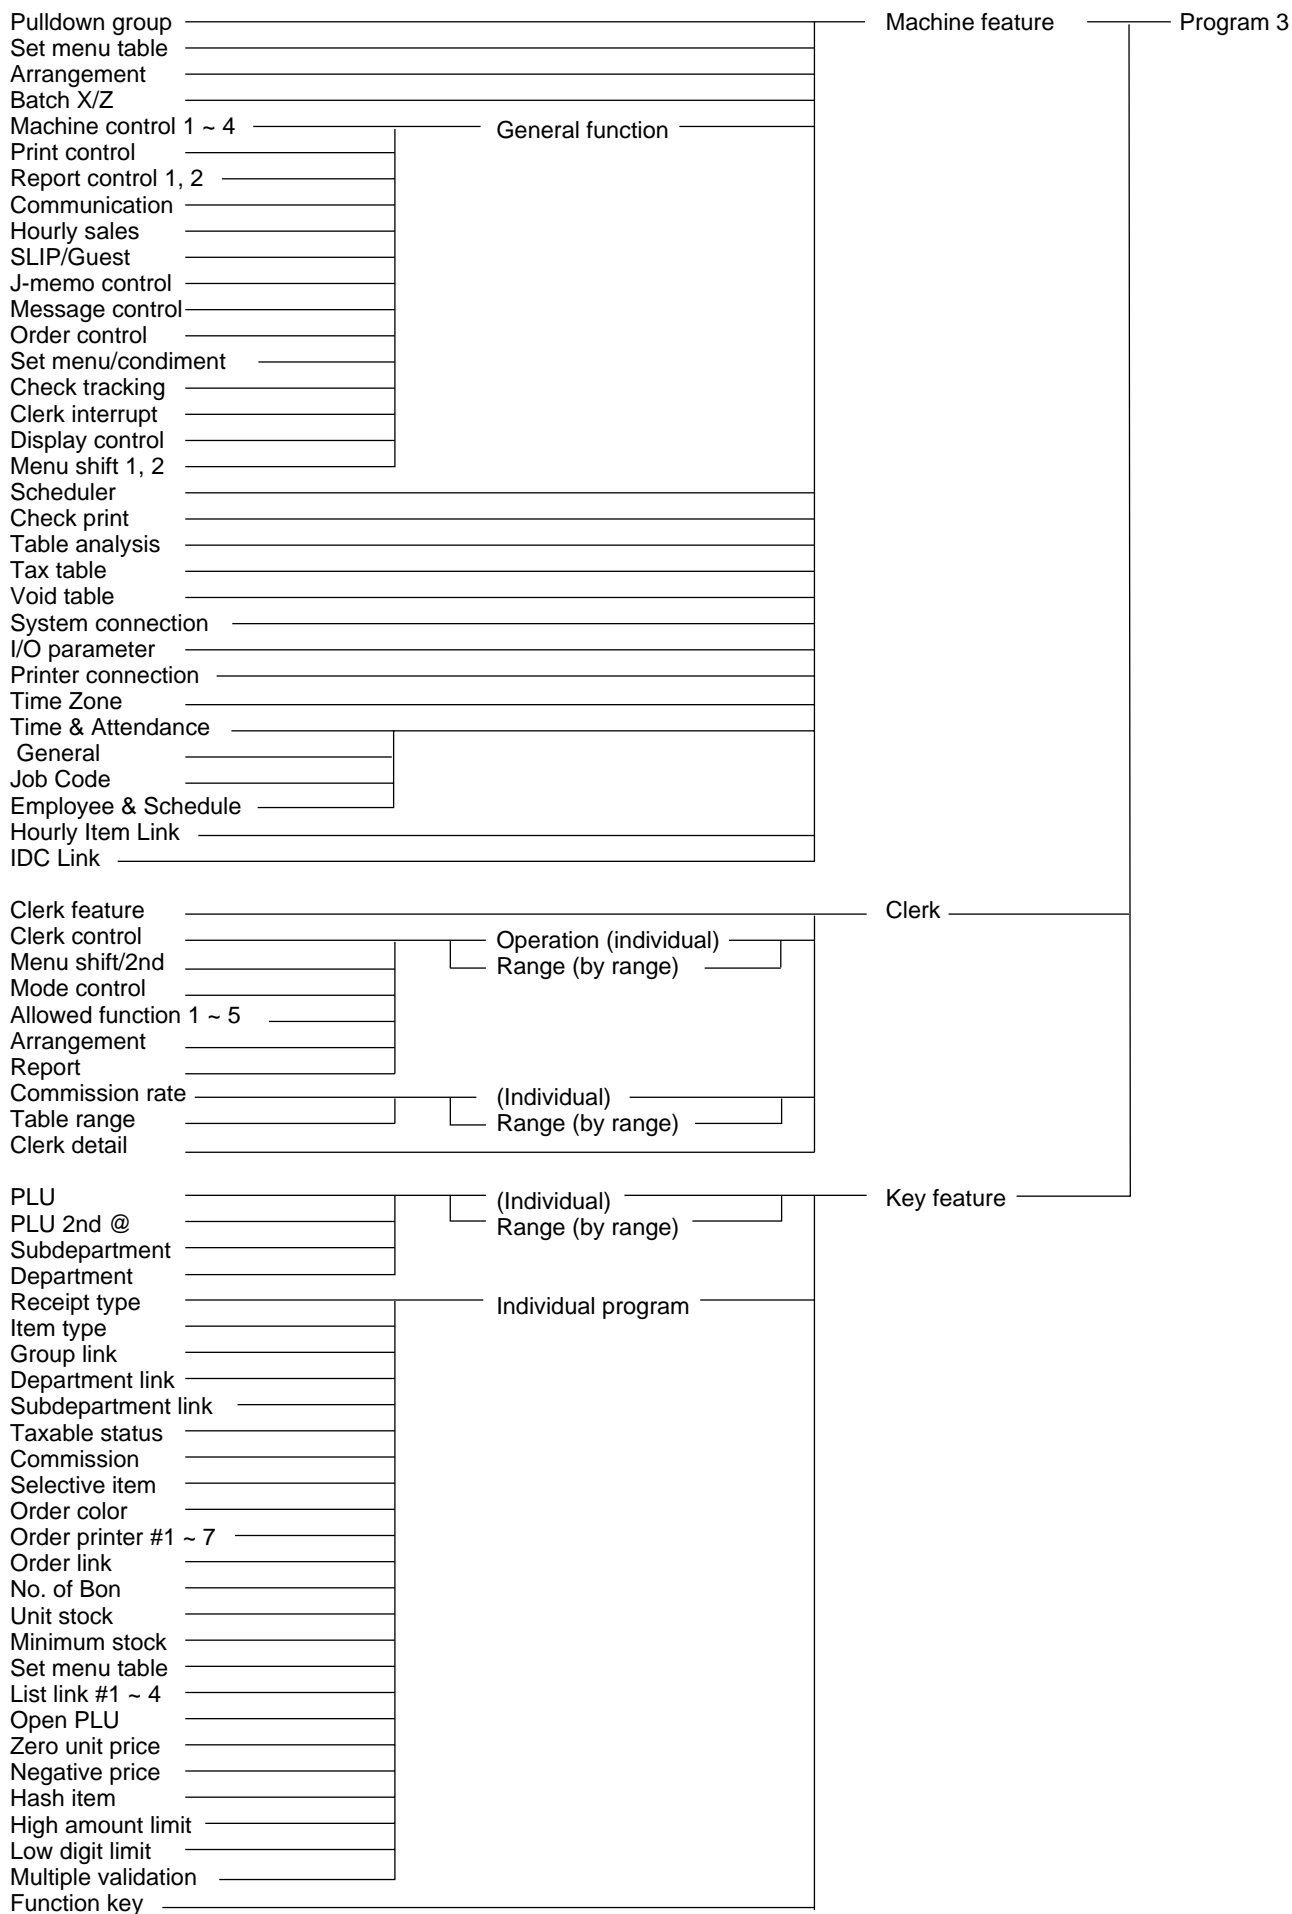 Pulldown group Machine feature Program 3
Set menu table
Arrangement
Batch X/Z
Machine control 1 ~ 4 General function
Print control
Report control 1, 2
Communication
Hourly sales
SLIP/Guest
J-memo control
Message control
Order control
Set menu/condiment
Check tracking
Clerk interrupt
Display control
Menu shift 1, 2
Scheduler
Check print
Table analysis
Tax table
Void table
System connection
I/O parameter
Printer connection
Time Zone
Time & Attendance
General
Job Code
Employee & Schedule
Hourly Item Link
IDC Link
Clerk feature Clerk
Clerk control Operation (individual)
Menu shift/2nd Range (by range)
Mode control
Allowed function 1 ~ 5
Arrangement
Report
Commission rate (Individual)
Table range Range (by range)
Clerk detail
PLU (Individual) Key feature
PLU 2nd @ Range (by range)
Subdepartment
Department
Receipt type Individual program
Item type
Group link
Department link
Subdepartment link
Taxable status
Commission
Selective item
Order color
Order printer #1 ~ 7
Order link
No. of Bon
Unit stock
Minimum stock
Set menu table
List link #1 ~ 4
Open PLU
Zero unit price
Negative price
Hash item
High amount limit
Low digit limit
Multiple validation
Function key